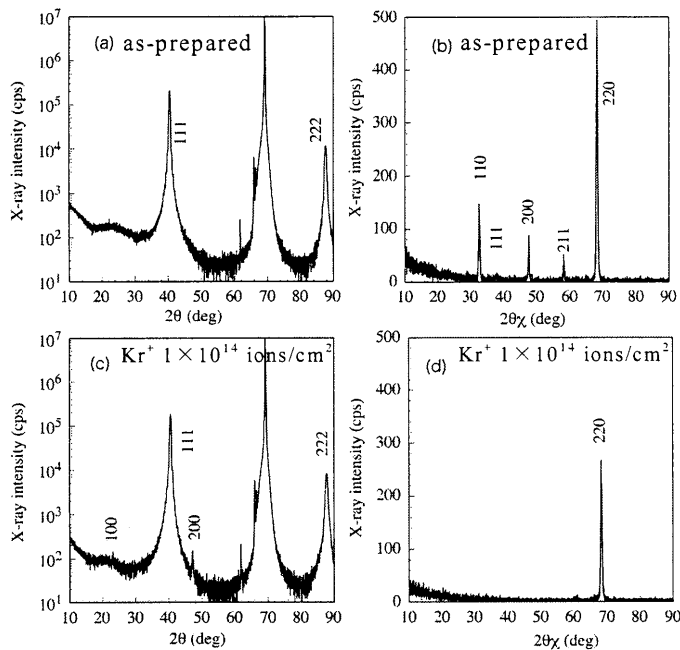 (a) as-prepared
X-ray intensity (cps)
10^7
10^6
10^5
10^4
10^3
10^2
10^1
111
222
10 20 30 40 50 60 70 80 90
2θ (deg)
(b) as-prepared
X-ray intensity (cps)
500
400
300
200
100
0
110
111
200
211
220
10 20 30 40 50 60 70 80 90
2θχ (deg)
(c) Kr+ 1×10^14 ions/cm^2
X-ray intensity (cps)
10^7
10^6
10^5
10^4
10^3
10^2
10^1
100
111
200
222
10 20 30 40 50 60 70 80 90
2θ (deg)
(d) Kr+ 1×10^14 ions/cm^2
X-ray intensity (cps)
500
400
300
200
100
0
220
10 20 30 40 50 60 70 80 90
2θχ (deg)